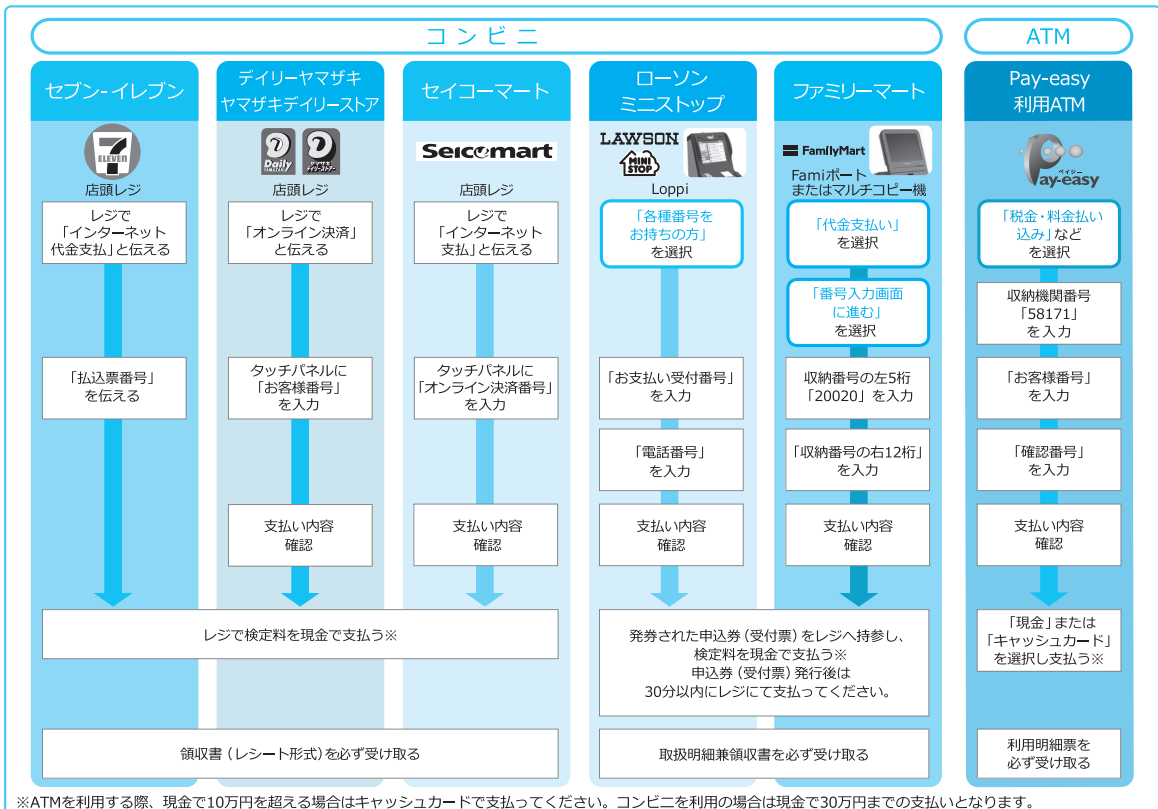 コンビニ
ATM
セブン-イレブン
7
ELEVEN
店頭レジ
レジで
「インターネット
代金支払」と伝える
「払込票番号」
を伝える
デイリーヤマザキ
ヤマザキデイリーストア
Daily
YAMAZAKI
ヤマザキ
デイリーストアー
店頭レジ
レジで
「オンライン決済」
と伝える
タッチパネルに
「お客様番号」
を入力
支払い内容
確認
セイコーマート
Seicomart
店頭レジ
レジで
「インターネット
支払」と伝える
タッチパネルに
「オンライン決済番号」
を入力
支払い内容
確認
レジで検定料を現金で支払う※
領収書（レシート形式）を必ず受け取る
ローソン
ミニストップ
LAWSON
MINI
STOP
Loppi
「各種番号を
お持ちの方」
を選択
「お支払い受付番号」
を入力
「電話番号」
を入力
支払い内容
確認
ファミリーマート
FamilyMart
Famiポート
またはマルチコピー機
「代金支払い」
を選択
「番号入力画面
に進む」
を選択
収納番号の左5桁
「20020」を入力
「収納番号の右12桁」
を入力
支払い内容
確認
発券された申込券（受付票）をレジへ持参し、
検定料を現金で支払う※
申込券（受付票）発行後は
30分以内にレジにて支払ってください。
取扱明細兼領収書を必ず受け取る
Pay-easy
利用ATM
ペイジー
Pay-easy
「税金・料金払い
込み」など
を選択
収納機関番号
「58171」
を入力
「お客様番号」
を入力
「確認番号」
を入力
支払い内容
確認
「現金」または
「キャッシュカード」
を選択し支払う※
利用明細票を
必ず受け取る
※ATMを利用する際、現金で10万円を超える場合はキャッシュカードで支払ってください。コンビニを利用の場合は現金で30万円までの支払いとなります。